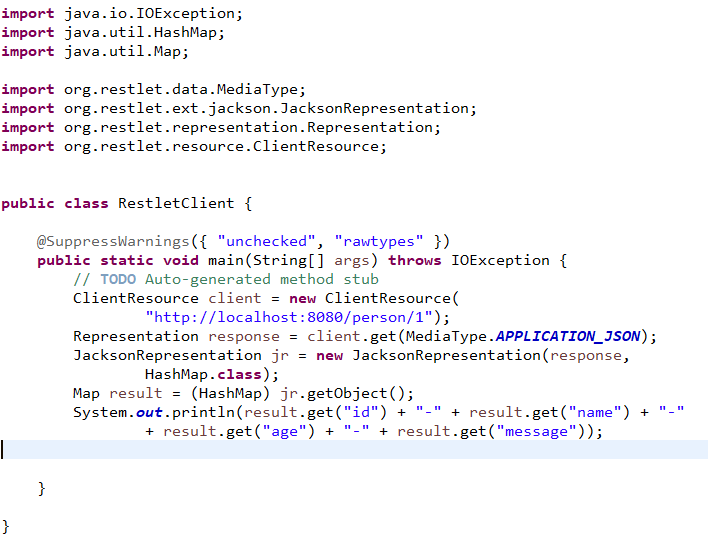 import java.io.IOException;
import java.util.HashMap;
import java.util.Map;
import org.restlet.data.MediaType;
import org.restlet.ext.jackson.JacksonRepresentation;
import org.restlet.representation.Representation;
import org.restlet.resource.ClientResource;
public class RestletClient {
@SuppressWarnings({ "unchecked", "rawtypes" })
public static void main(String[] args) throws IOException {
// TODO Auto-generated method stub
ClientResource client = new ClientResource(
"http://localhost:8080/person/1");
Representation response = client.get(MediaType.APPLICATION_JSON);
JacksonRepresentation jr = new JacksonRepresentation(response,
HashMap.class);
Map result = (HashMap) jr.getObject();
System.out.println(result.get("id") + "-" + result.get("name") + "-"
+ result.get("age") + "-" + result.get("message"));
}
}